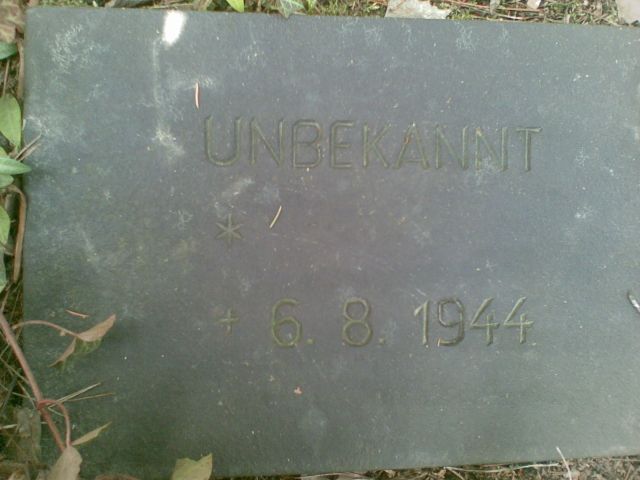 UNBEKANNT
*
+ 6. 8. 1944